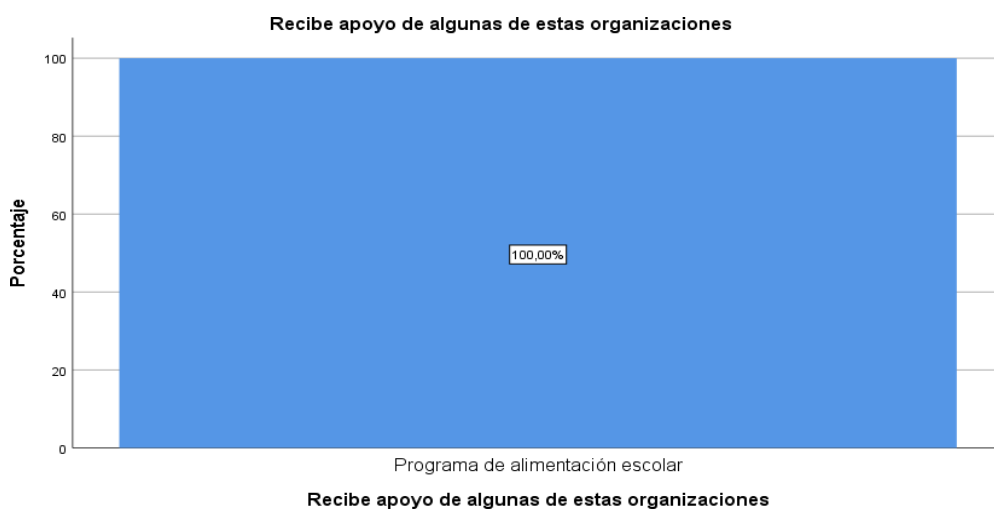 Recibe apoyo de algunas de estas organizaciones
Porcentaje
100
80
60
40
20
0
100,00%
Programa de alimentación escolar
Recibe apoyo de algunas de estas organizaciones